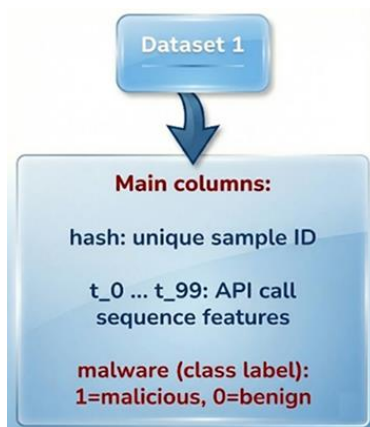 Dataset 1
Main columns:
hash: unique sample ID
t_0 ... t_99: API call
sequence features
malware (class label):
1=malicious, 0=benign